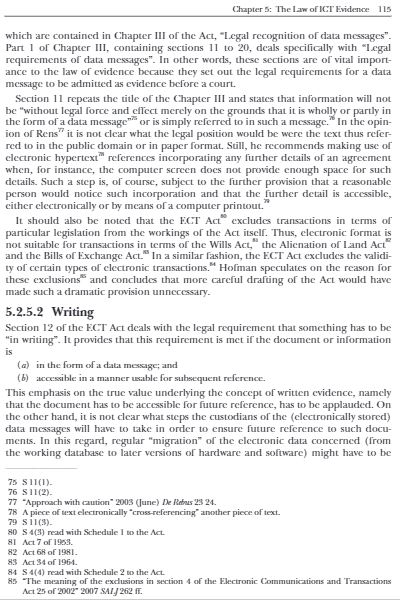 Chapter 5: The Law of ICT Evidence 115
which are contained in Chapter III of the Act, “Legal recognition of data messages”.
Part 1 of Chapter III, containing sections 11 to 20, deals specifically with “Legal
requirements of data messages”. In other words, these sections are of vital import-
ance to the law of evidence because they set out the legal requirements for a data
message to be admitted as evidence before a court.
Section 11 repeats the title of the Chapter III and states that information will not
be “without legal force and effect merely on the grounds that it is wholly or partly in
the form of a data message”75 or is simply referred to in such a message.76 In the opin-
ion of Rens77 it is not clear what the legal position would be were the text thus refer-
red to in the public domain or in paper format. Still, he recommends making use of
electronic hypertext78 references incorporating any further details of an agreement
when, for instance, the computer screen does not provide enough space for such
details. Such a step is, of course, subject to the further provision that a reasonable
person would notice such incorporation and that the further detail is accessible,
either electronically or by means of a computer printout.79
It should also be noted that the ECT Act80 excludes transactions in terms of
particular legislation from the workings of the Act itself. Thus, electronic format is
not suitable for transactions in terms of the Wills Act,81 the Alienation of Land Act82
and the Bills of Exchange Act.83 In a similar fashion, the ECT Act excludes the validi-
ty of certain types of electronic transactions.84 Hofman speculates on the reason for
these exclusions85 and concludes that more careful drafting of the Act would have
made such a dramatic provision unnecessary.
5.2.5.2 Writing
Section 12 of the ECT Act deals with the legal requirement that something has to be
“in writing”. It provides that this requirement is met if the document or information
is
(a) in the form of a data message; and
(b) accessible in a manner usable for subsequent reference.
This emphasis on the true value underlying the concept of written evidence, namely
that the document has to be accessible for future reference, has to be applauded. On
the other hand, it is not clear what steps the custodians of the (electronically stored)
data messages will have to take in order to ensure future reference to such docu-
ments. In this regard, regular “migration” of the electronic data concerned (from
the working database to later versions of hardware and software) might have to be
75 S 11(1).
76 S 11(2).
77 “Approach with caution” 2003 (June) De Rebus 23 24.
78 A piece of text electronically “cross-referencing” another piece of text.
79 S 11(3).
80 S 4(3) read with Schedule 1 to the Act.
81 Act 7 of 1953.
82 Act 68 of 1981.
83 Act 34 of 1964.
84 S 4(4) read with Schedule 2 to the Act.
85 “The meaning of the exclusions in section 4 of the Electronic Communications and Transactions
Act 25 of 2002” 2007 SALJ 262 ff.